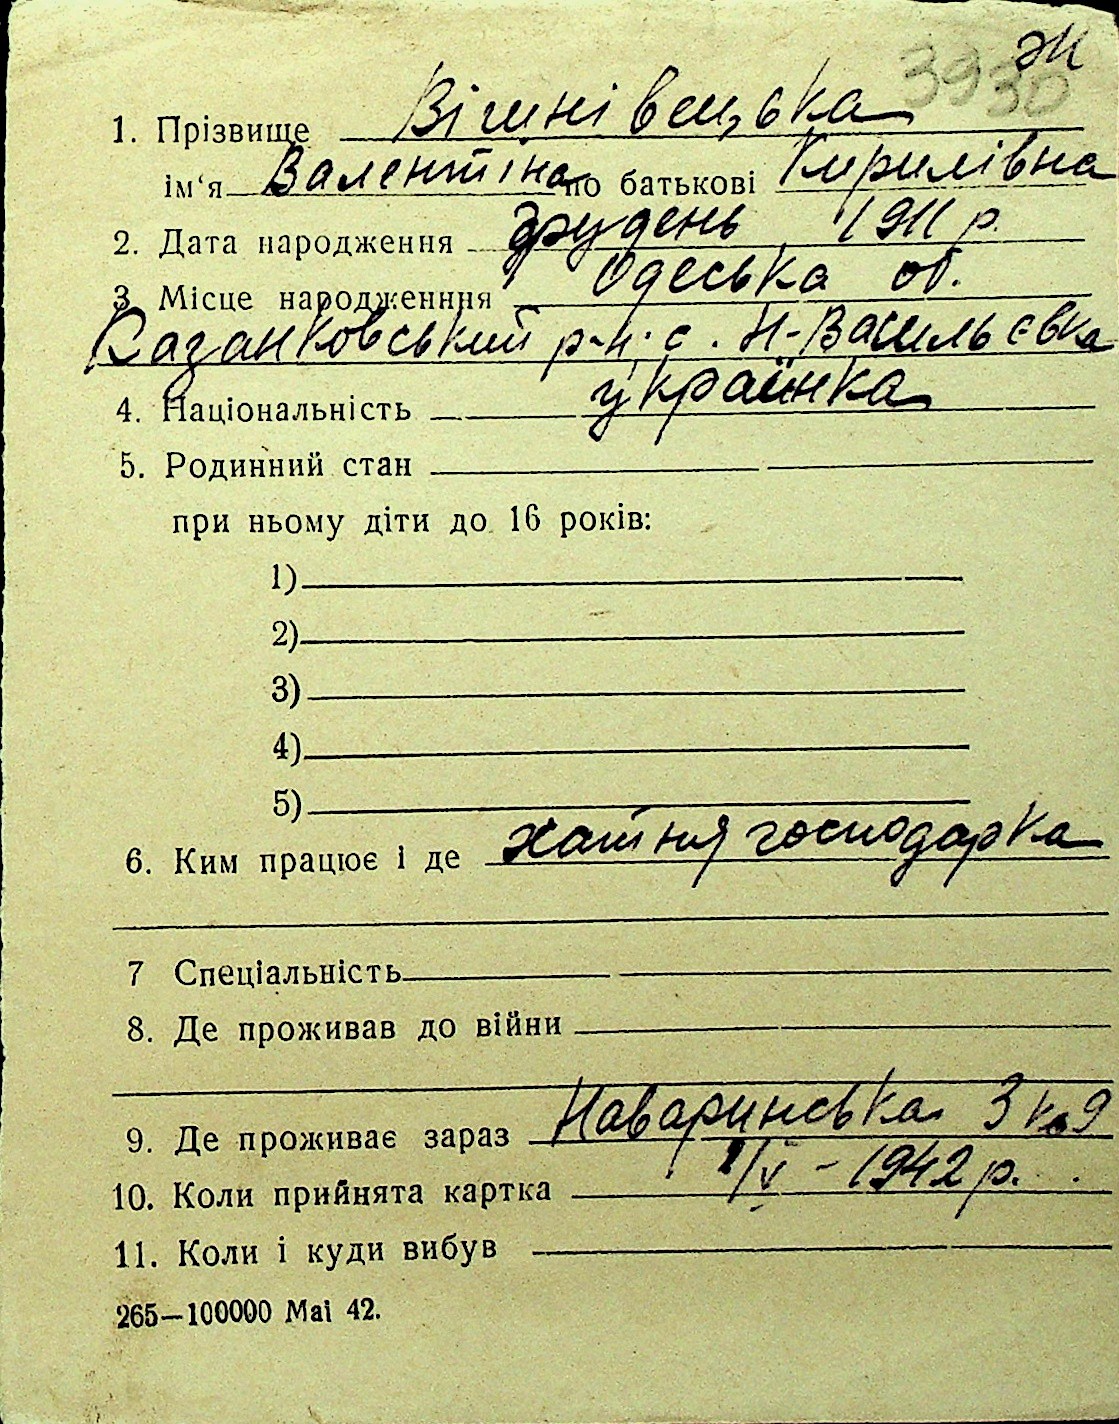 Ж
3930
1. Прізвище Вішнівецька
ім‘я Валентіна по батькові Кирилівна
2. Дата народження Грудень 1911 р.
3 Місце народженння Одеська об.
Казанковський р-н. с. Н-Васильєвка
4. Національність українка
5. Родинний стан
при ньому діти до 16 років:
1)
2)
3)
4)
5)
6. Ким працює і де хатня господарка
7 Спеціальність
8. Де проживав до війни
9. Де проживає зараз Наваринська 3 к. 9
10. Коли прийнята картка 1/V – 1942 р.
11. Коли і куди вибув
265—100000 Маі 42.